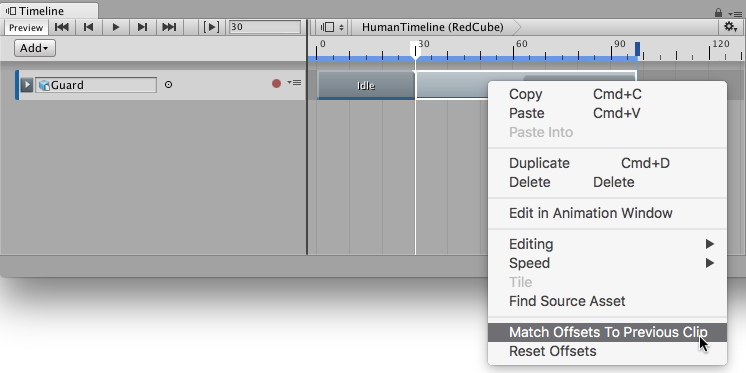 Timeline
Preview 30 HumanTimeline (RedCube)
Add
0 30 60 90 120
Guard
Idle
Copy Cmd+C
Paste Cmd+V
Paste Into
Duplicate Cmd+D
Delete Delete
Edit in Animation Window
Editing
Speed
Tile
Find Source Asset
Match Offsets To Previous Clip
Reset Offsets